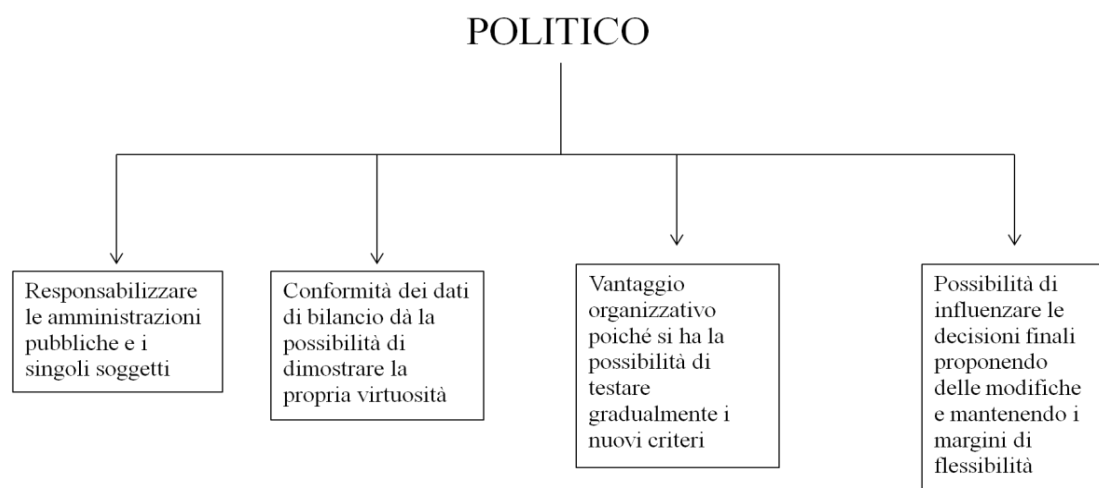 POLITICO
Responsabilizzare
le amministrazioni
pubbliche e i
singoli soggetti
Conformità dei dati
di bilancio dà la
possibilità di
dimostrare la
propria virtuosità
Vantaggio
organizzativo
poiché si ha la
possibilità di
testare
gradualmente i
nuovi criteri
Possibilità di
influenzare le
decisioni finali
proponendo
delle modifiche
e mantenendo i
margini di
flessibilità